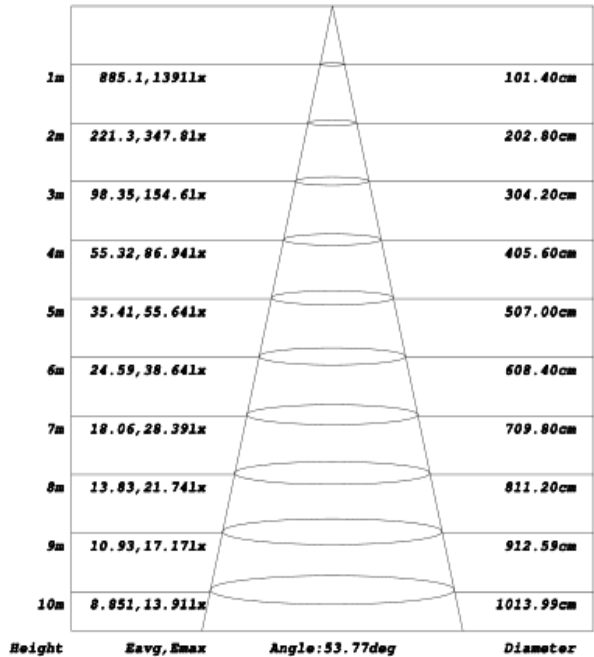 1m 885.1,1391lx 101.40cm
2m 221.3,347.8lx 202.80cm
3m 98.35,154.6lx 304.20cm
4m 55.32,86.94lx 405.60cm
5m 35.41,55.64lx 507.00cm
6m 24.59,38.64lx 608.40cm
7m 18.06,28.39lx 709.80cm
8m 13.83,21.74lx 811.20cm
9m 10.93,17.17lx 912.59cm
10m 8.851,13.91lx 1013.99cm
Height Eavg,Emax Angle:53.77deg Diameter